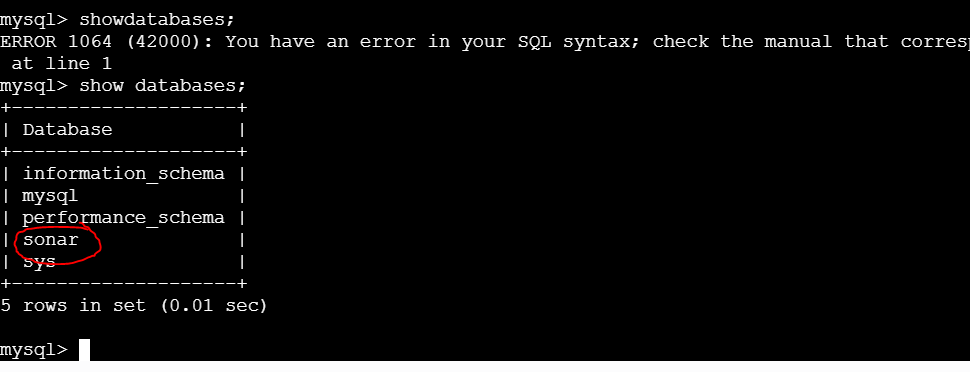 mysql> showdatabases;
ERROR 1064 (42000): You have an error in your SQL syntax; check the manual that corresp
 at line 1
mysql> show databases;
+--------------------+
| Database           |
+--------------------+
| information_schema |
| mysql              |
| performance_schema |
| sonar              |
| sys                |
+--------------------+
5 rows in set (0.01 sec)

mysql>